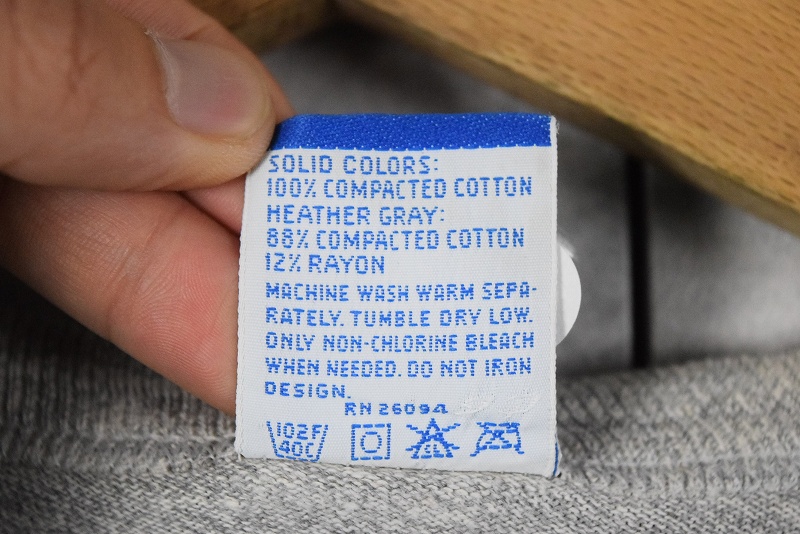 SOLID COLORS:
100% COMPACTED COTTON
HEATHER GRAY:
88% COMPACTED COTTON
12% RAYON
MACHINE WASH WARM SEPA-
RATELY. TUMBLE DRY LOW.
ONLY NON-CHLORINE BLEACH
WHEN NEEDED. DO NOT IRON
DESIGN.
RN 26094
102F
40C CL